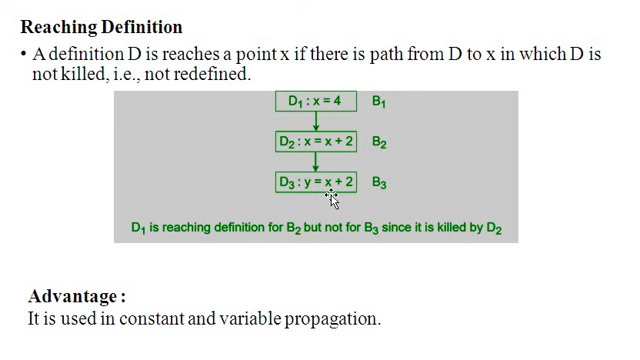 Reaching Definition
• A definition D is reaches a point x if there is path from D to x in which D is
not killed, i.e., not redefined.
D₁ : x = 4 B₁
D₂ : x = x + 2 B₂
D₃ : y = x + 2 B₃
D₁ is reaching definition for B₂ but not for B₃ since it is killed by D₂
Advantage :
It is used in constant and variable propagation.